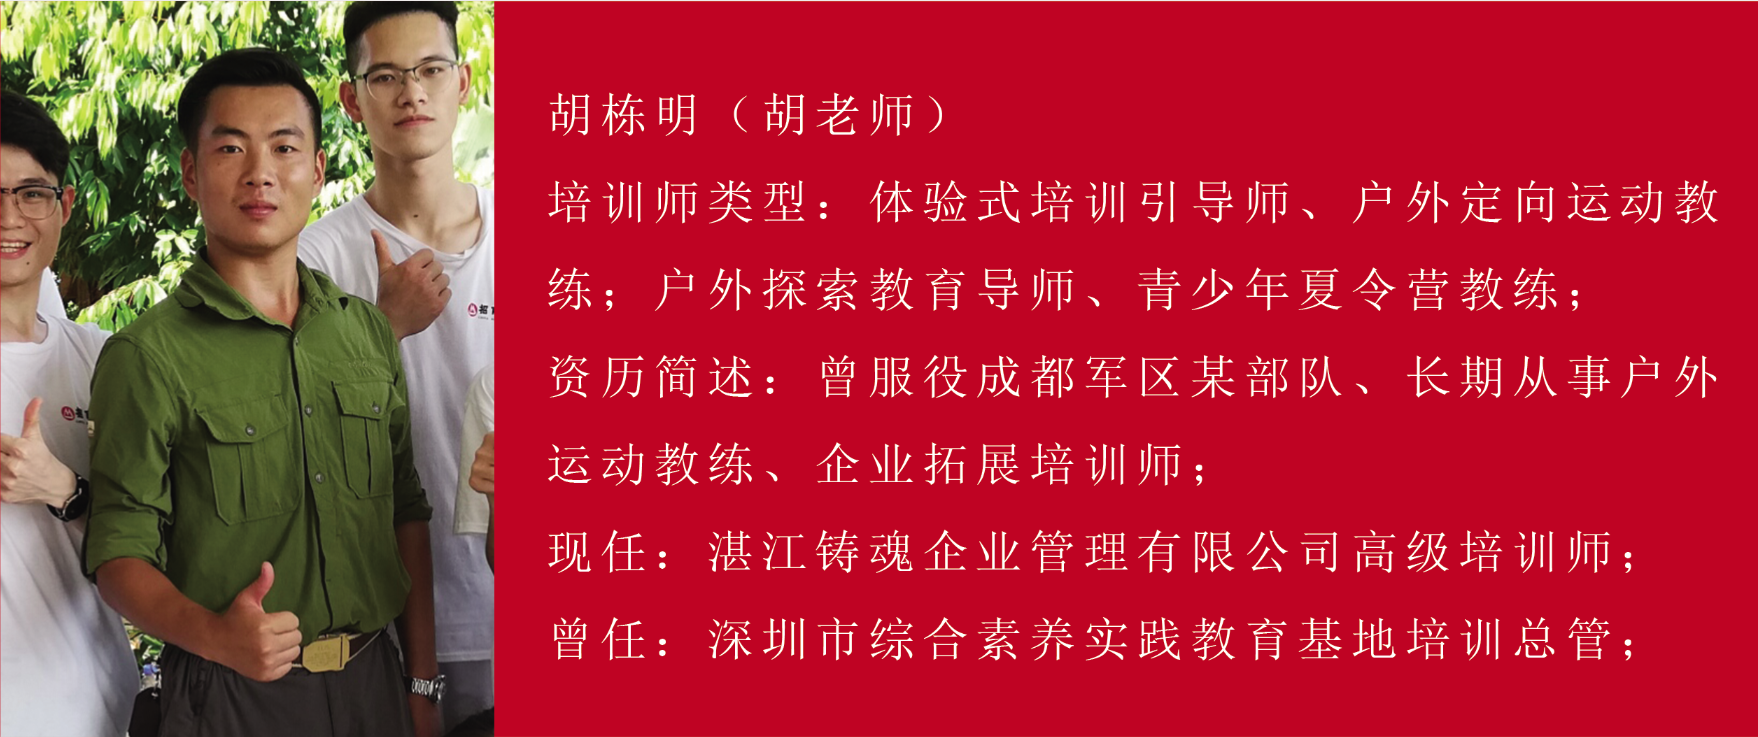 胡栋明（胡老师）
培训师类型：体验式培训引导师、户外定向运动教
练；户外探索教育导师、青少年夏令营教练；
资历简述：曾服役成都军区某部队、长期从事户外
运动教练、企业拓展培训师；
现任：湛江铸魂企业管理有限公司高级培训师；
曾任：深圳市综合素养实践教育基地培训总管；